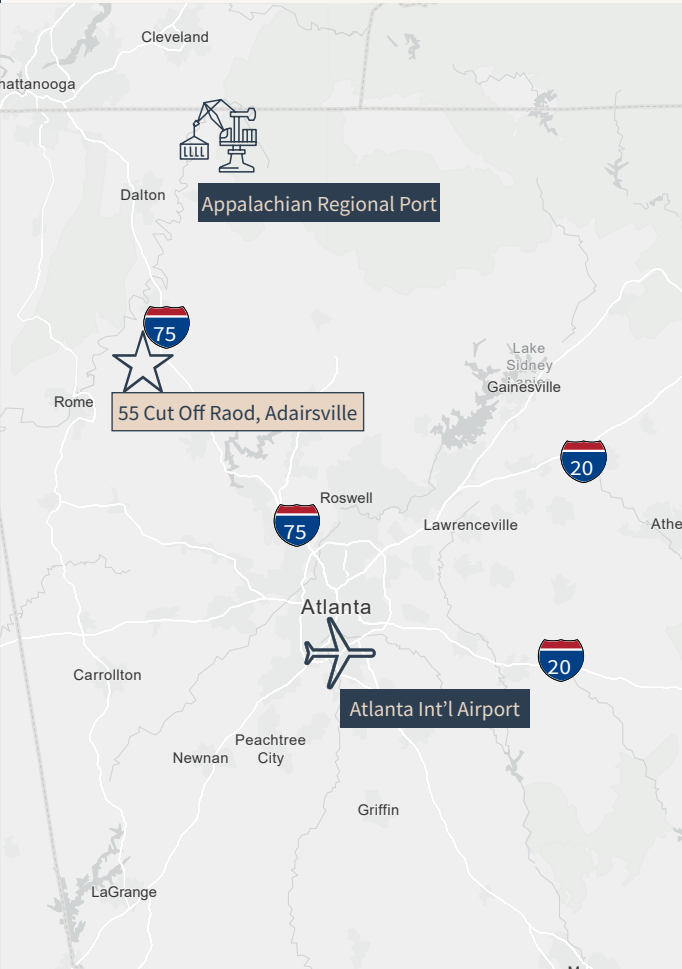 Cleveland
hattanooga
Dalton
Appalachian Regional Port
75
Lake
Sidney
Lanier
Gainesville
Rome
55 Cut Off Raod, Adairsville
20
Roswell
75
Lawrenceville
Athe
Atlanta
20
Carrollton
Atlanta Int’l Airport
Peachtree
City
Newnan
Griffin
LaGrange